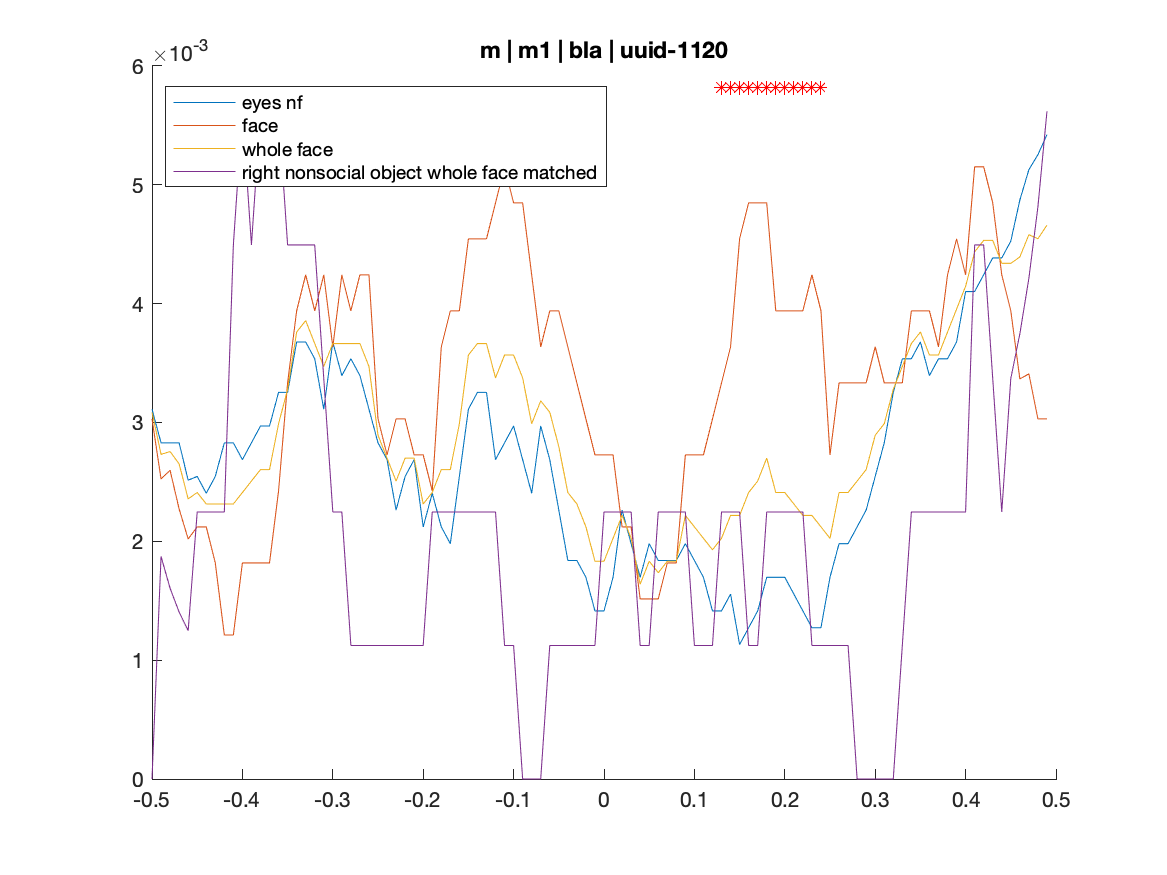 m | m1 | bla | uuid-1120
×10-3
6
5
4
3
2
1
0
eyes nf
face
whole face
right nonsocial object whole face matched
-0.5 -0.4 -0.3 -0.2 -0.1 0 0.1 0.2 0.3 0.4 0.5